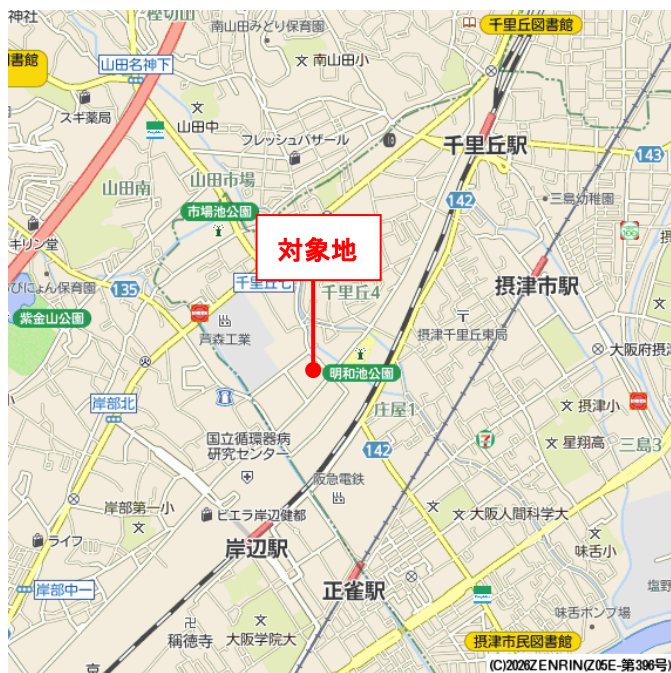 神社
樫切山
南山田みどり保育園
千里丘図書館
書館
山田名神下
南山田小
スギ薬局
山田中
フレッシュバザール
千里丘駅
143
山田南
山田市場
142
三島幼稚園
市場池公園
キリン堂
対象地
ぴにょん保育園
135
千里丘七
千里丘4
摂津市駅
紫金山公園
芦森工業
摂津千里丘東局
大阪府摂
明和池公園
岸部北
庄屋1
摂津小
国立循環器病
研究センター
142
星翔高
三島3
阪急電鉄
岸部第一小
ピエラ岸辺健都
大阪人間科学大
ライフ
岸辺駅
味舌小
正雀駅
岸部中一
塩野
味舌ポンプ場
稱徳寺
大阪学院大
摂津市民図書館
京
(C)2026ZENRIN(Z05E-第396号)